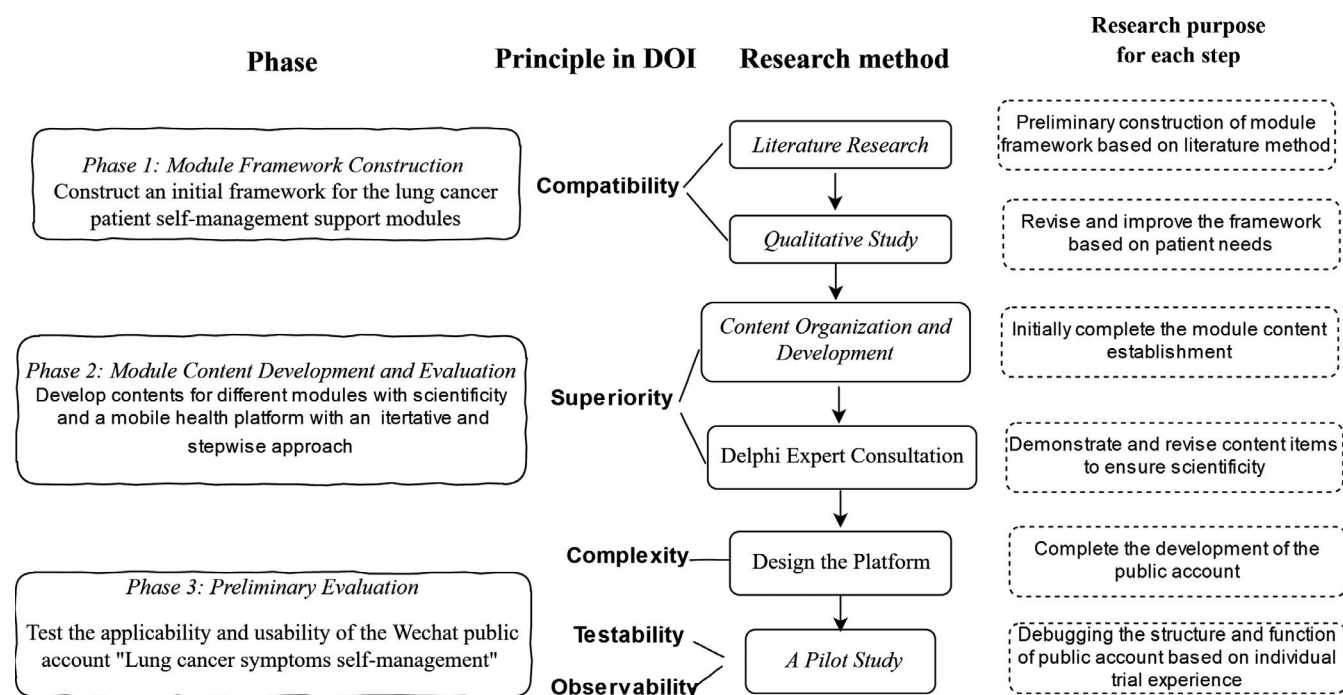 Phase
Principle in DOI
Research method
Research purpose
for each step
Phase 1: Module Framework Construction
Construct an initial framework for the lung cancer
patient self-management support modules
Compatibility
Literature Research
Preliminary construction of module
framework based on literature method
Qualitative Study
Revise and improve the framework
based on patient needs
Phase 2: Module Content Development and Evaluation
Develop contents for different modules with scientificity
and a mobile health platform with an itertative and
stepwise approach
Superiority
Content Organization and
Development
Initially complete the module content
establishment
Delphi Expert Consultation
Demonstrate and revise content items
to ensure scientificity
Phase 3: Preliminary Evaluation
Test the applicability and usability of the Wechat public
account "Lung cancer symptoms self-management"
Complexity
Design the Platform
Complete the development of the
public account
Testability
Observability
A Pilot Study
Debugging the structure and function
of public account based on individual
trial experience